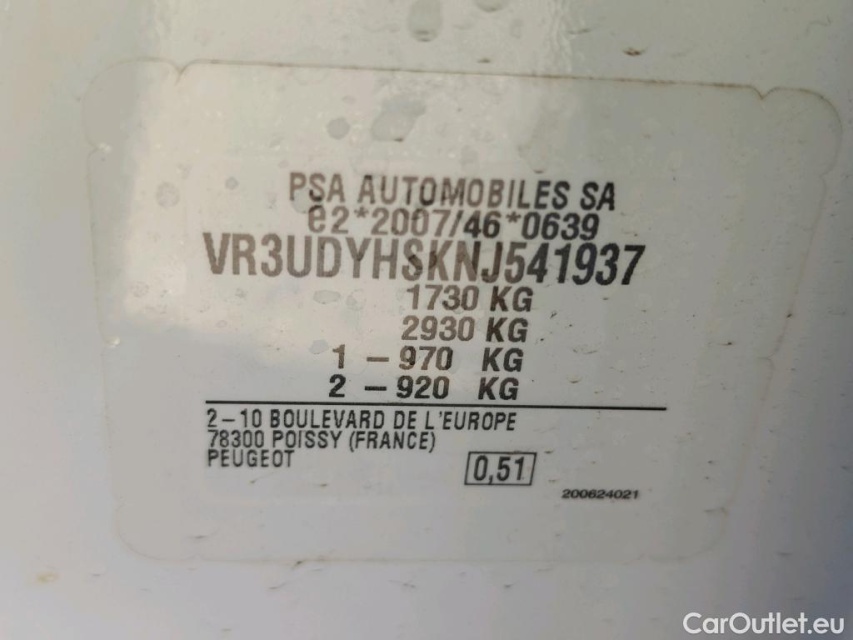 PSA AUTOMOBILES SA
e2*2007/46*0639
VR3UDYHSKNJ541937
1730 KG
2930 KG
1 – 970 KG
2 – 920 KG
2–10 BOULEVARD DE L'EUROPE
78300 POISSY (FRANCE)
PEUGEOT
0,51
200624021
CarOutlet.eu